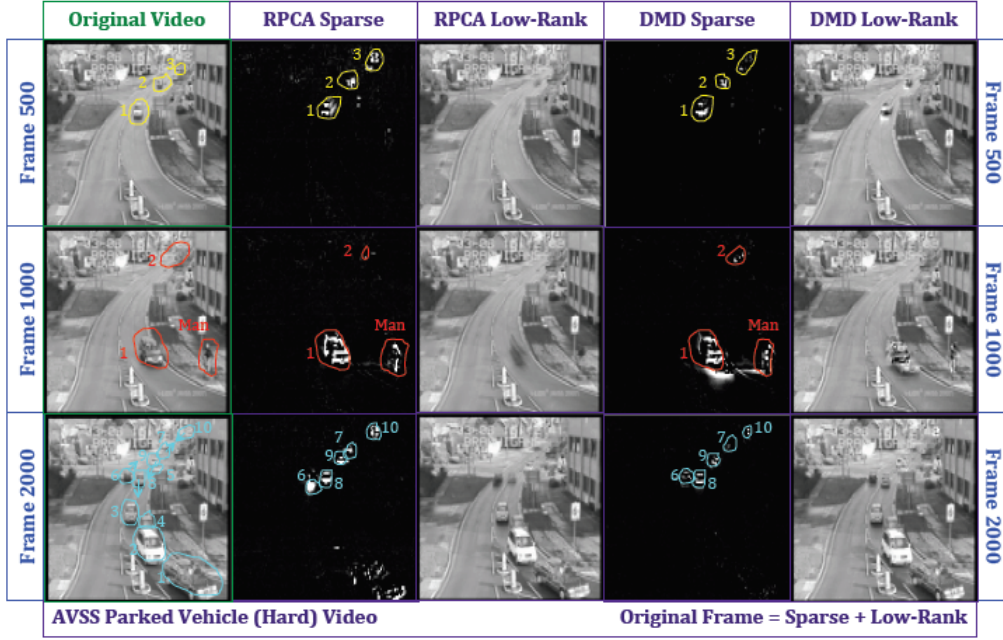 Original Video RPCA Sparse RPCA Low-Rank DMD Sparse DMD Low-Rank
Frame 500
1 2 3
1 2 3
1 2 3
Frame 500
Frame 1000
1 2 Man
1 2 Man
1 2 Man
Frame 1000
Frame 2000
10 3 4 1
6 7 8 9 10
6 7 8 9 10
Frame 2000
AVSS Parked Vehicle (Hard) Video
Original Frame = Sparse + Low-Rank